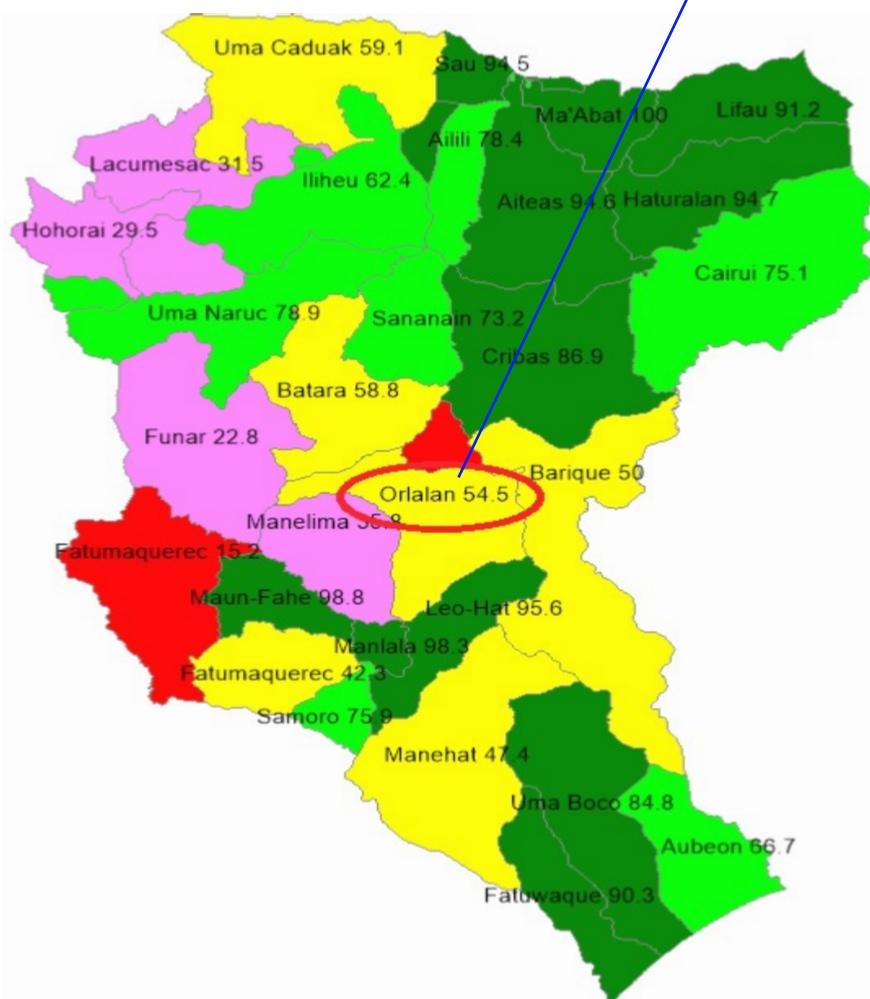 Uma Caduak 59.1
Sau 94.5
Ma'Abat 100
Lifau 91.2
Ailili 78.4
Lacumesac 31.5
Iliheu 62.4
Aiteas 94.6
Haturalan 94.7
Hohorai 29.5
Cairui 75.1
Uma Naruc 78.9
Sananain 73.2
Cribas 86.9
Batara 58.8
Funar 22.8
Barique 50
Orlalan 54.5
Manelima 35.8
Fatumaquerec 15.2
Maun-Fahe 98.8
Leo-Hat 95.6
Manlala 98.3
Fatumaquerec 42.3
Samoro 75.9
Manehat 47.4
Uma Boco 84.8
Aubeon 66.7
Fatuwaque 90.3